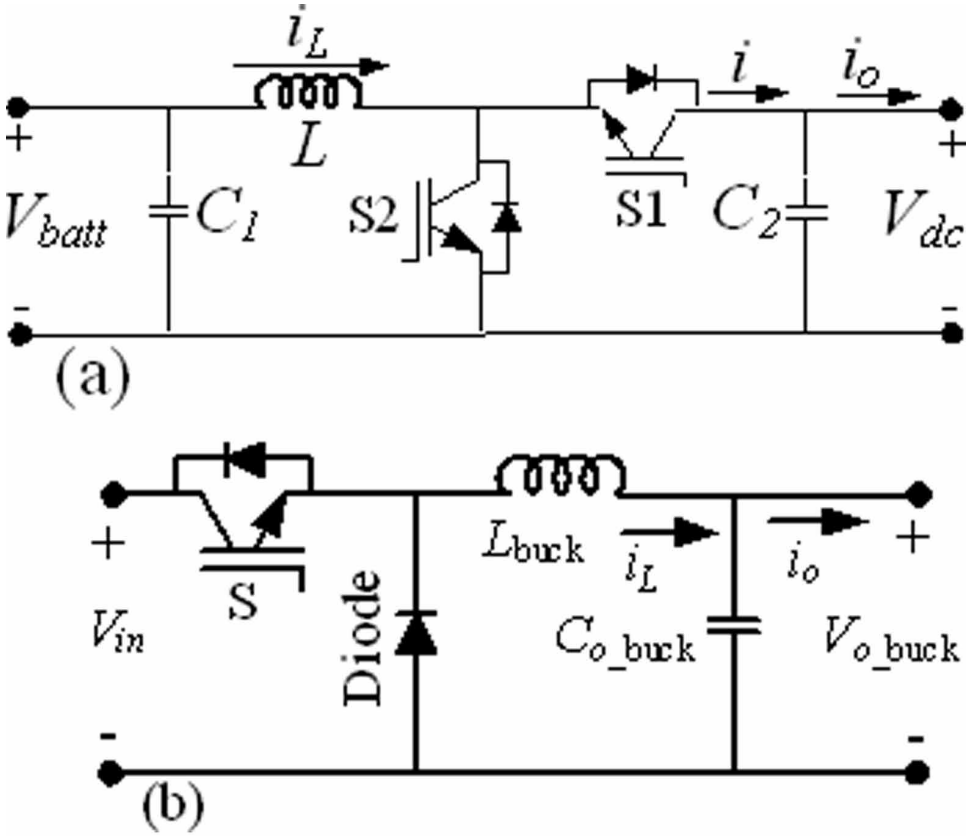 i_L i i_o
+ L +
V_batt C_1 S2 S1 C_2 V_dc
- -
(a)
+ L_buck i_L i_o +
S
V_in Diode C_o_buck V_o_buck
- -
(b)